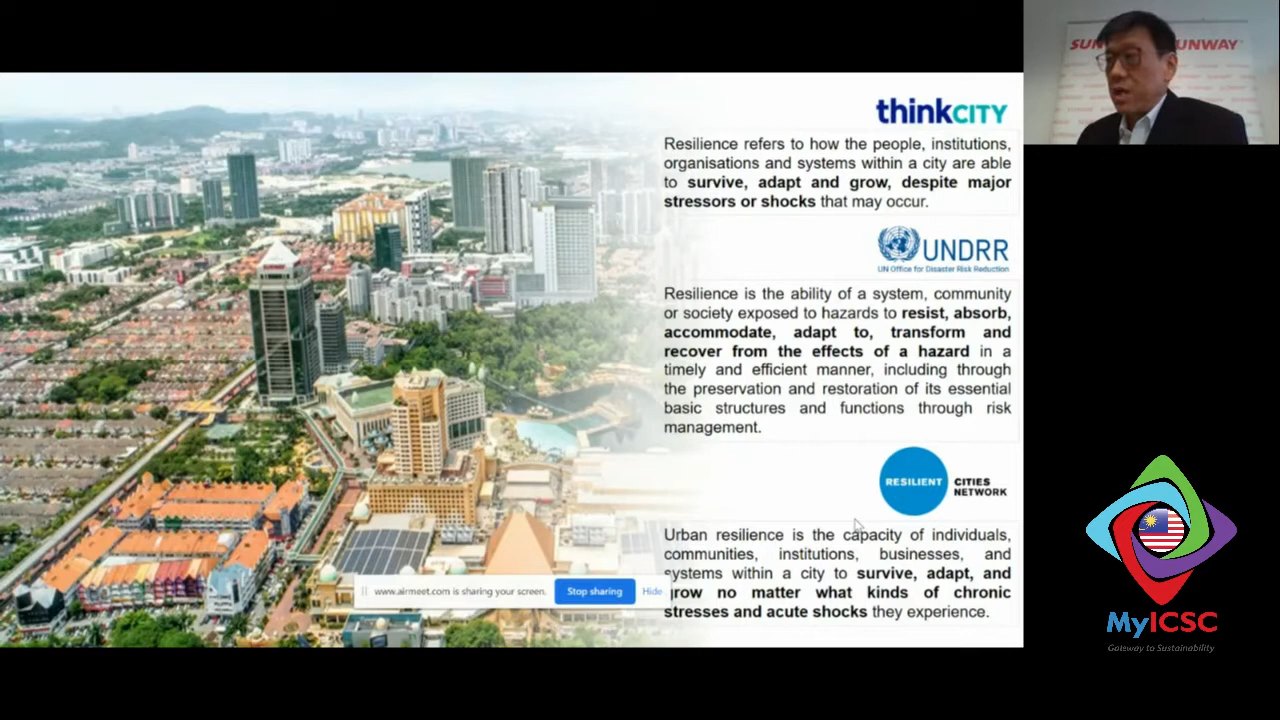 SUN
UNWAY
thinkCITY
Resilience refers to how the people, institutions,
organisations and systems within a city are able
to survive, adapt and grow, despite major
stressors or shocks that may occur.
UNDRR
UN Office for Disaster Risk Reduction
Resilience is the ability of a system, community
or society exposed to hazards to resist, absorb,
accommodate, adapt to, transform and
recover from the effects of a hazard in a
timely and efficient manner, including through
the preservation and restoration of its essential
basic structures and functions through risk
management.
RESILIENT CITIES
NETWORK
Urban resilience is the capacity of individuals,
communities, institutions, businesses, and
systems within a city to survive, adapt, and
grow no matter what kinds of chronic
stresses and acute shocks they experience.
www.airmeet.com is sharing your screen. Stop sharing Hide
MyICSC
Gateway to Sustainability